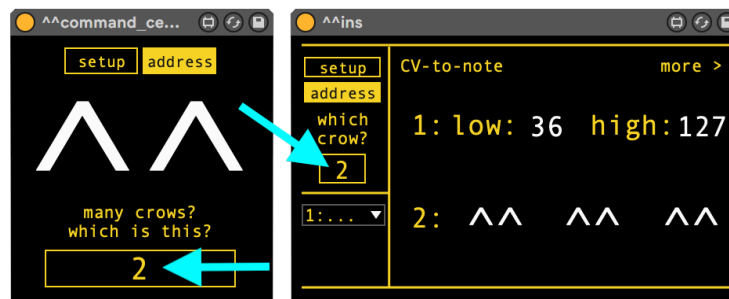 ^^command_ce...
setup address
^^
many crows?
which is this?
2
^^ins
setup
address
which
crow?
2
1:...
CV-to-note more >
1: low: 36 high: 127
2: ^^ ^^ ^^